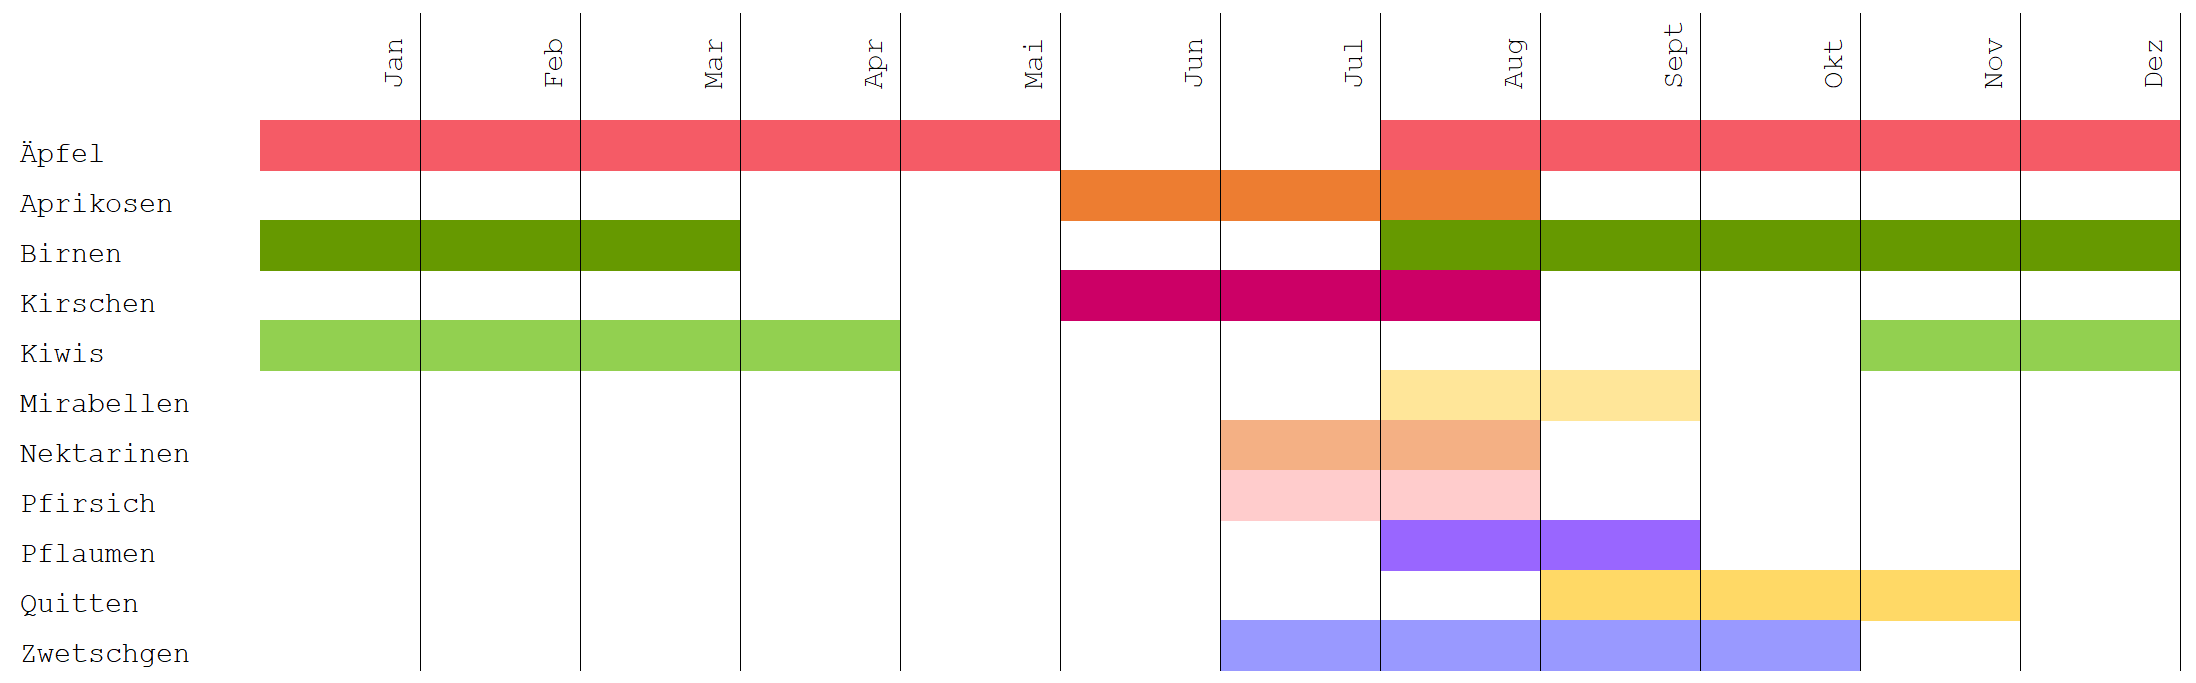 Jan
Feb
Mar
Apr
Mai
Jun
Jul
Aug
Sept
Okt
Nov
Dez
Äpfel
Aprikosen
Birnen
Kirschen
Kiwis
Mirabellen
Nektarinen
Pfirsich
Pflaumen
Quitten
Zwetschgen